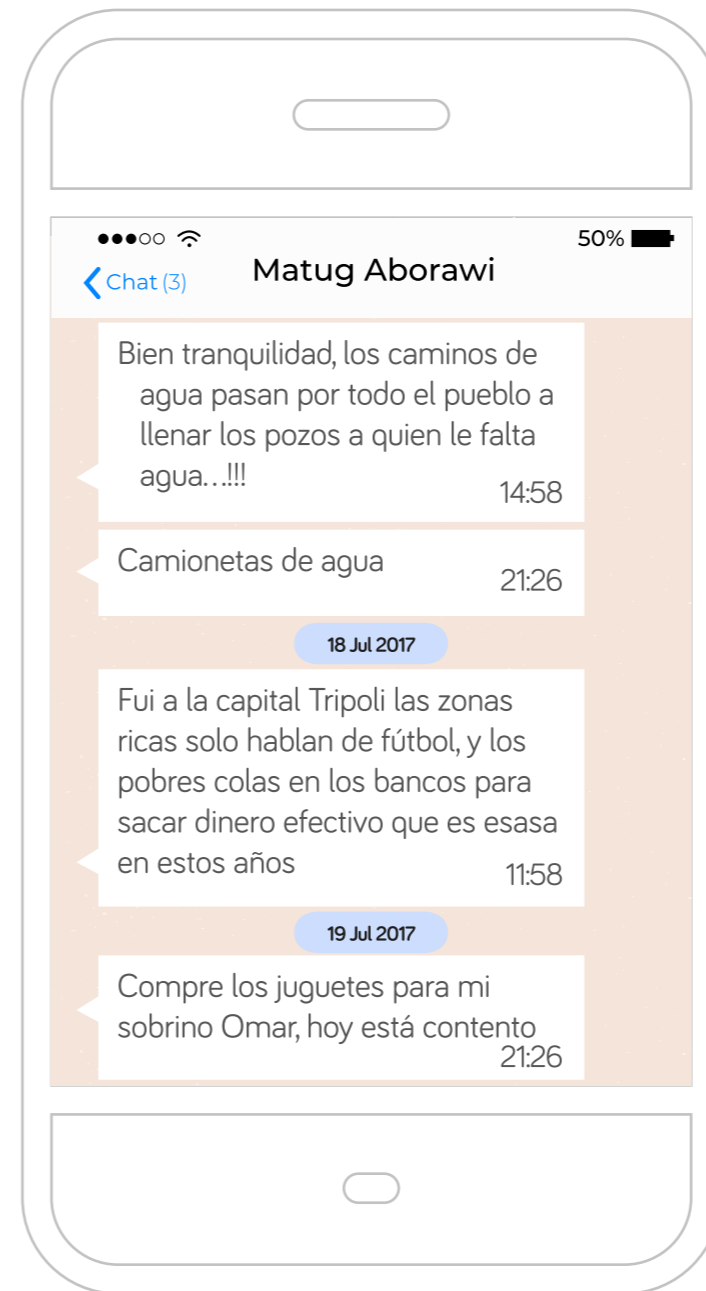 50%
Chat (3)
Matug Aborawi
Bien tranquilidad, los caminos de
agua pasan por todo el pueblo a
llenar los pozos a quien le falta
agua...!!!
14:58
Camionetas de agua
21:26
18 Jul 2017
Fui a la capital Tripoli las zonas
ricas solo hablan de fútbol, y los
pobres colas en los bancos para
sacar dinero efectivo que es esasa
en estos años
11:58
19 Jul 2017
Compre los juguetes para mi
sobrino Omar, hoy está contento
21:26